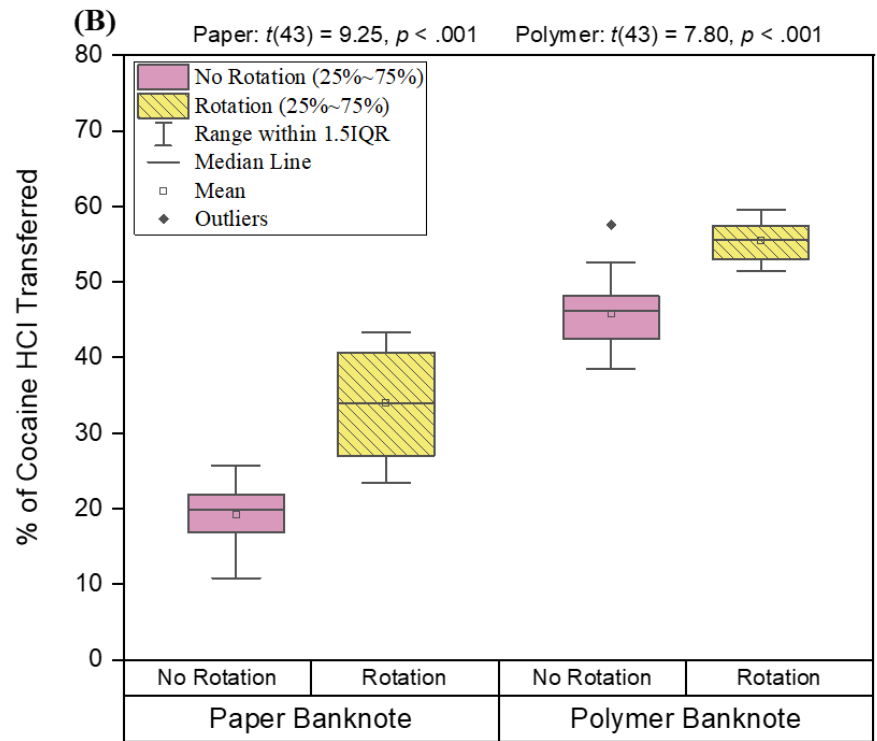 (B)
Paper: t(43) = 9.25, p < .001 Polymer: t(43) = 7.80, p < .001
No Rotation (25%~75%)
Rotation (25%~75%)
Range within 1.5IQR
Median Line
Mean
Outliers
% of Cocaine HCl Transferred
80
70
60
50
40
30
20
10
0
No Rotation Rotation No Rotation Rotation
Paper Banknote Polymer Banknote